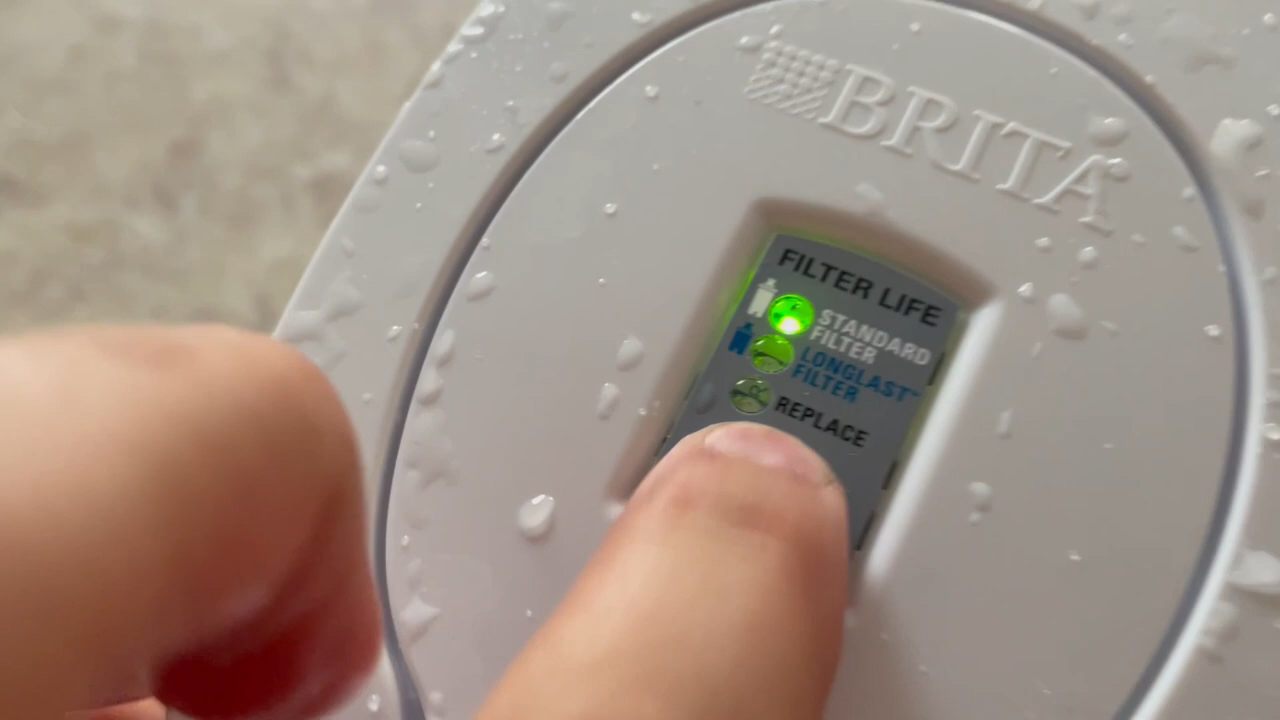 BRITA
FILTER LIFE
STANDARD
FILTER
LONGLAST™
FILTER
REPLACE